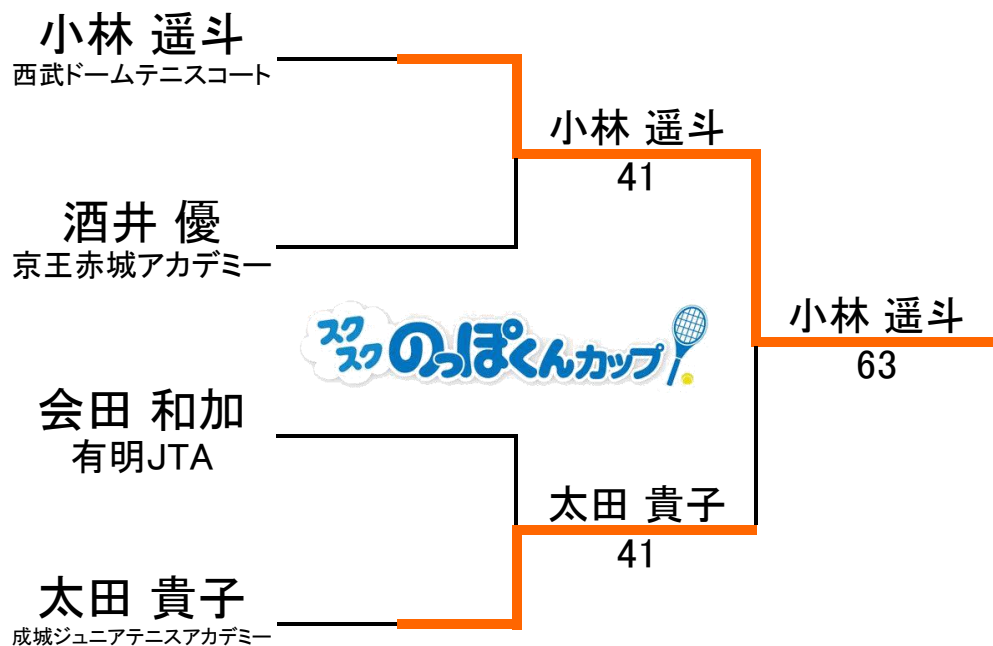 小林 遥斗
西武ドームテニスコート
小林 遥斗
41
酒井 優
京王赤城アカデミー
小林 遥斗
63
スク
スク のっぽくんカップ
会田 和加
有明JTA
太田 貴子
41
太田 貴子
成城ジュニアテニスアカデミー